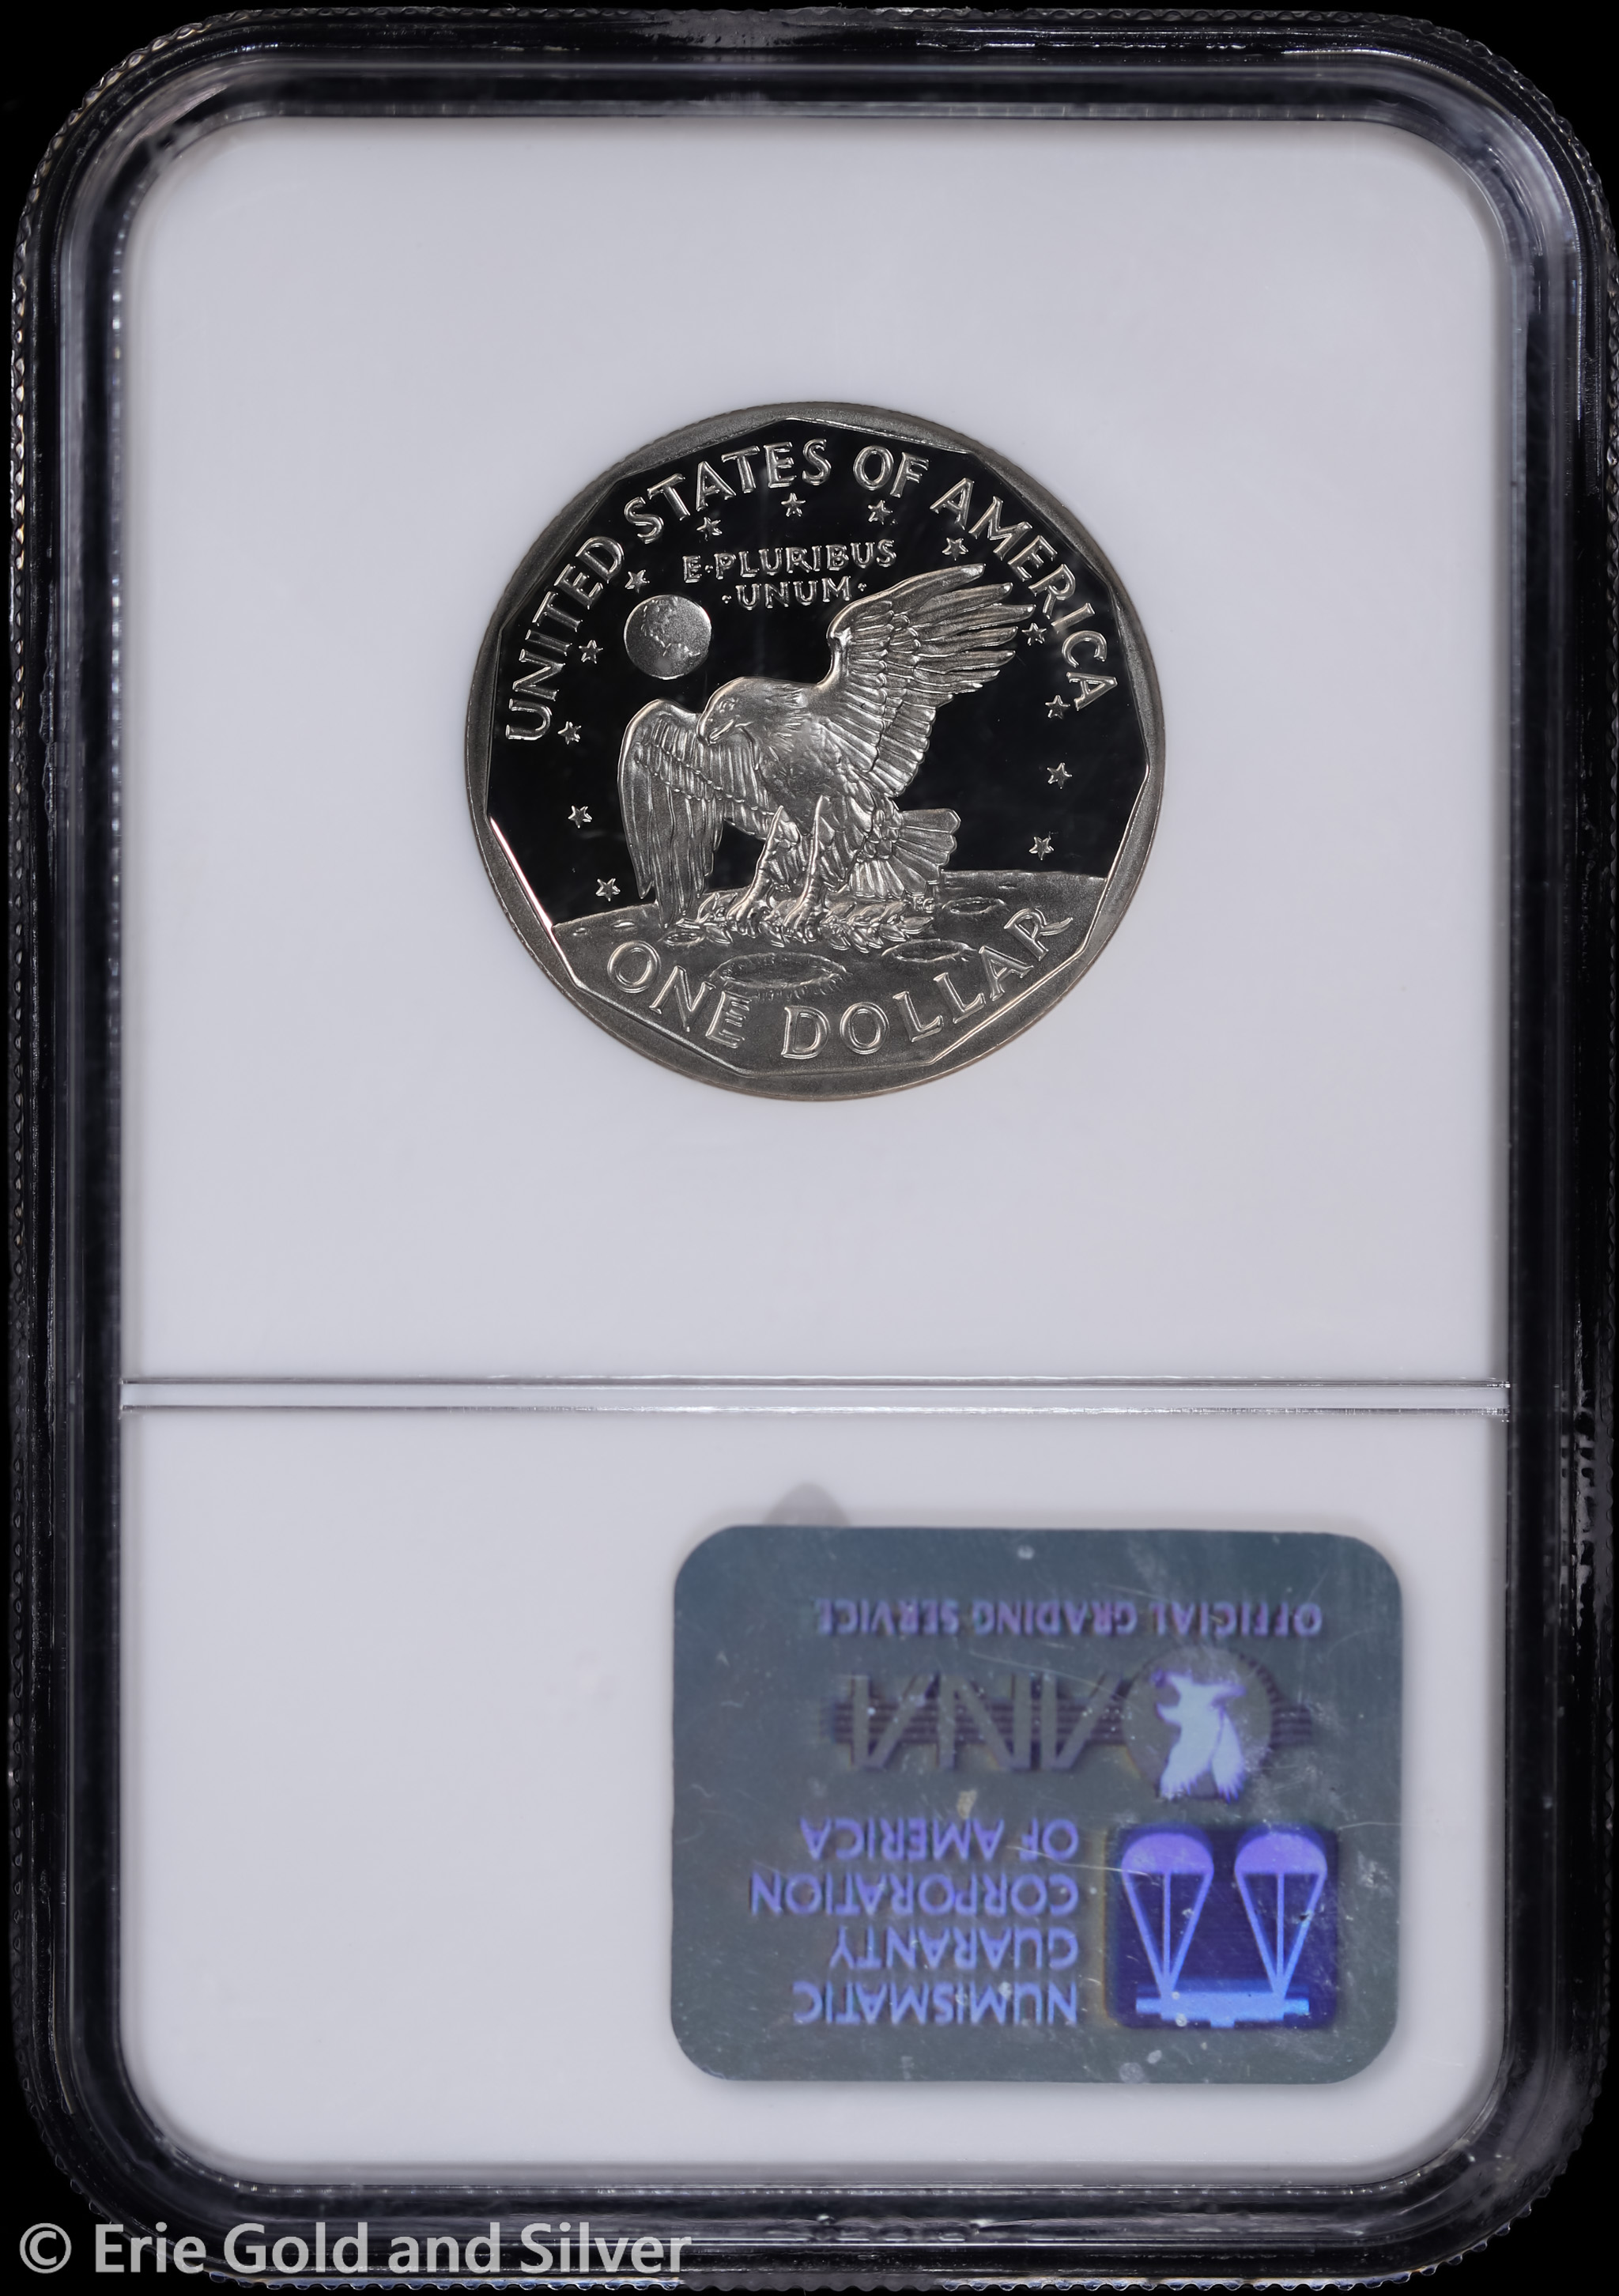 UNITED STATES OF AMERICA
E·PLURIBUS
·UNUM·
ONE DOLLAR
NUMISMATIC
GUARANTY
CORPORATION
OF AMERICA
ANA
OFFICIAL GRADING SERVICE
© Erie Gold and Silver